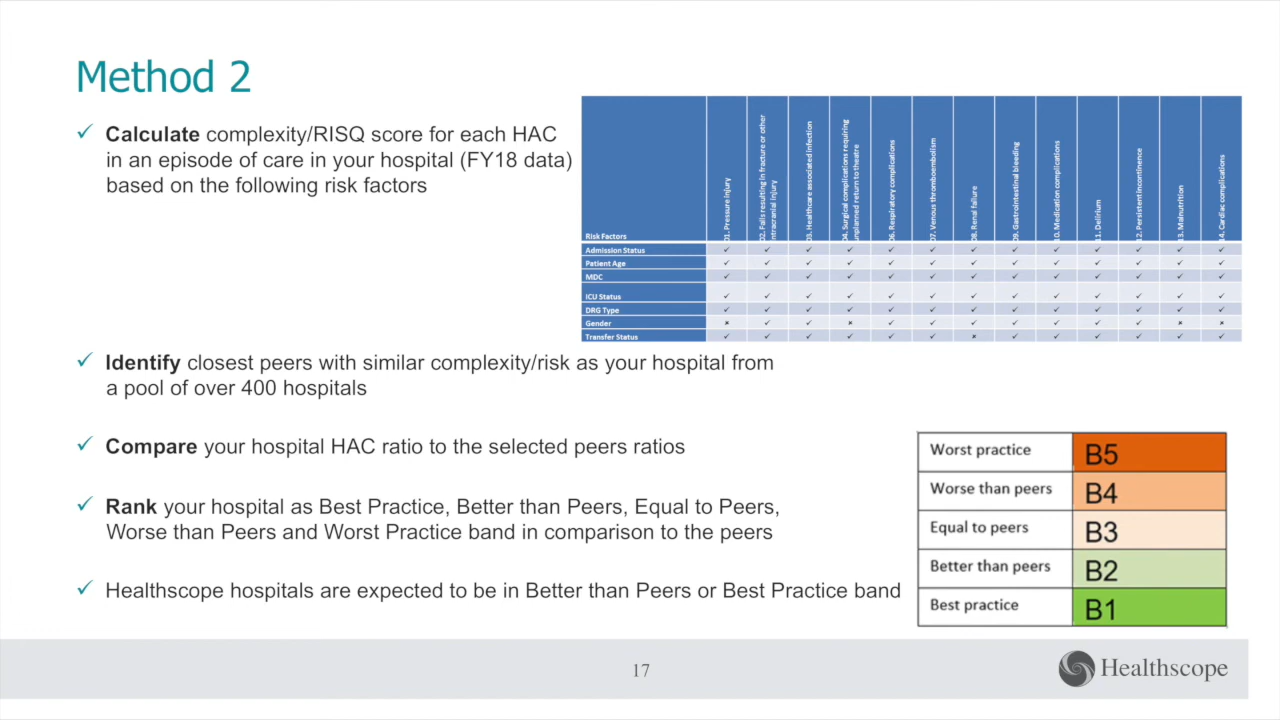 Method 2
✓ Calculate complexity/RISQ score for each HAC
in an episode of care in your hospital (FY18 data)
based on the following risk factors
Risk Factors
01. Pressure injury
02. Falls resulting in fracture or other
intracranial injury
03. Healthcare associated infection
04. Surgical complications requiring
unplanned return to theatre
06. Respiratory complications
07. Venous thromboembolism
08. Renal failure
09. Gastrointestinal bleeding
10. Medication complications
11. Delirium
12. Persistent incontinence
13. Malnutrition
14. Cardiac complications
Admission Status ✓ ✓ ✓ ✓ ✓ ✓ ✓ ✓ ✓ ✓ ✓ ✓ ✓
Patient Age ✓ ✓ ✓ ✓ ✓ ✓ ✓ ✓ ✓ ✓ ✓ ✓ ✓
MDC ✓ ✓ ✓ ✓ ✓ ✓ ✓ ✓ ✓ ✓ ✓ ✓ ✓
ICU Status ✓ ✓ ✓ ✓ ✓ ✓ ✓ ✓ ✓ ✓ ✓ ✓ ✓
DRG Type ✓ ✓ ✓ ✓ ✓ ✓ ✓ ✓ ✓ ✓ ✓ ✓ ✓
Gender × ✓ ✓ × ✓ ✓ ✓ ✓ ✓ ✓ ✓ × ×
Transfer Status ✓ ✓ ✓ ✓ ✓ ✓ × ✓ ✓ ✓ ✓ ✓ ✓
✓ Identify closest peers with similar complexity/risk as your hospital from
a pool of over 400 hospitals
✓ Compare your hospital HAC ratio to the selected peers ratios
✓ Rank your hospital as Best Practice, Better than Peers, Equal to Peers,
Worse than Peers and Worst Practice band in comparison to the peers
✓ Healthscope hospitals are expected to be in Better than Peers or Best Practice band
Worst practice B5
Worse than peers B4
Equal to peers B3
Better than peers B2
Best practice B1
17
Healthscope